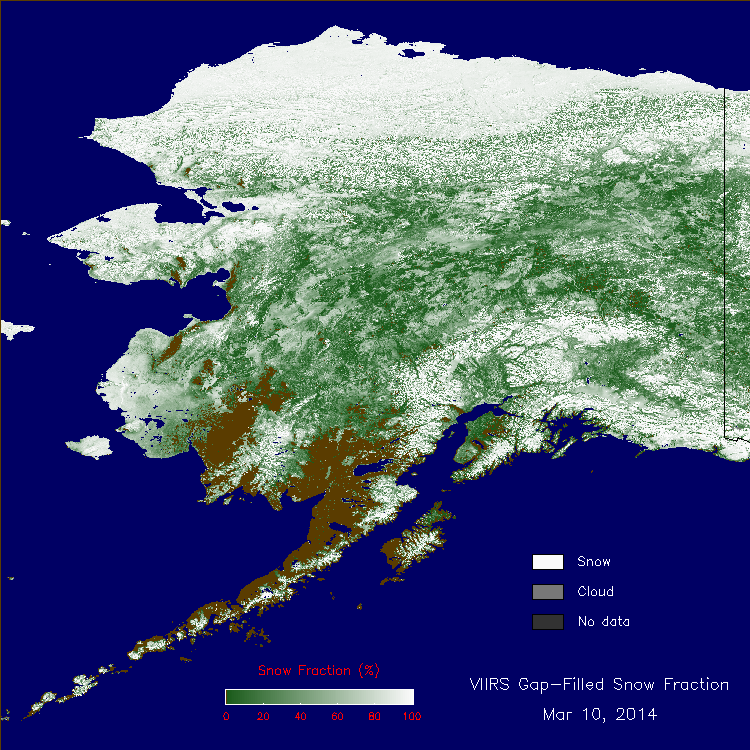 Snow
Cloud
No data
Snow Fraction (%)
0 20 40 60 80 100
VIIRS Gap-Filled Snow Fraction
Mar 10, 2014